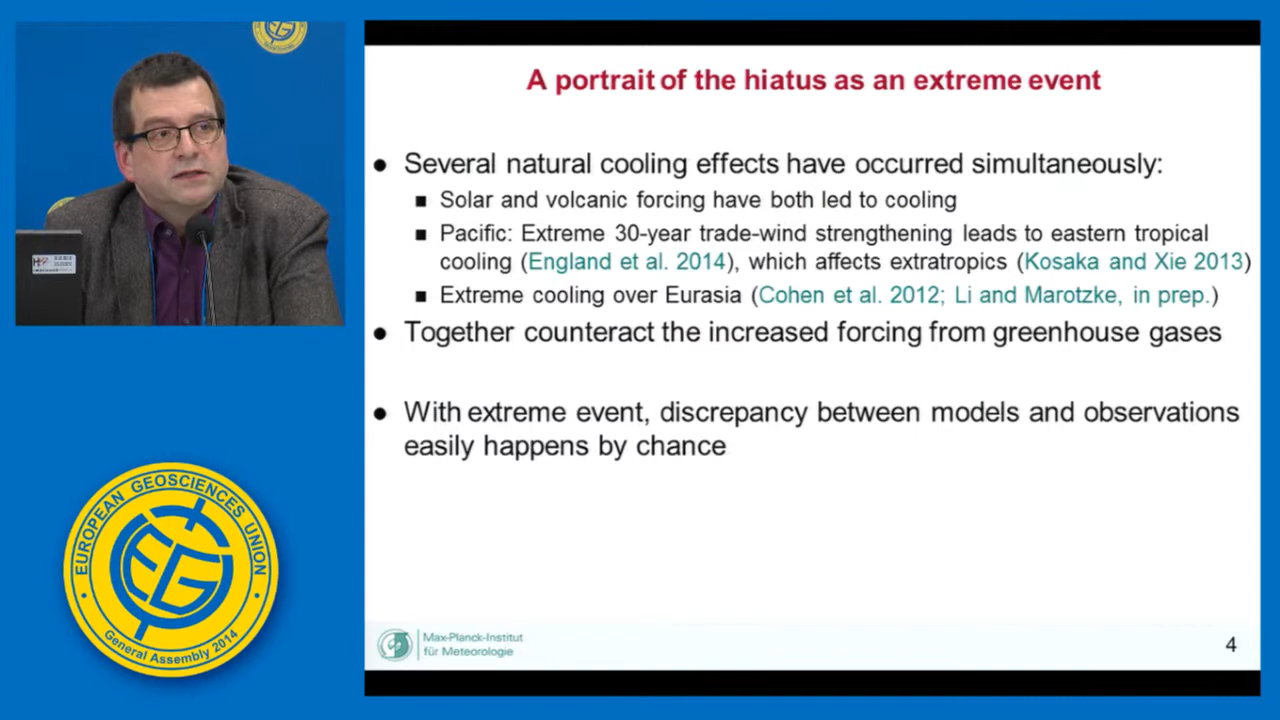 A portrait of the hiatus as an extreme event
● Several natural cooling effects have occurred simultaneously:
■ Solar and volcanic forcing have both led to cooling
■ Pacific: Extreme 30-year trade-wind strengthening leads to eastern tropical
cooling (England et al. 2014), which affects extratropics (Kosaka and Xie 2013)
■ Extreme cooling over Eurasia (Cohen et al. 2012; Li and Marotzke, in prep.)
● Together counteract the increased forcing from greenhouse gases
● With extreme event, discrepancy between models and observations
easily happens by chance
Max-Planck-Institut
für Meteorologie
4
EUROPEAN GEOSCIENCES UNION
EG
General Assembly 2014